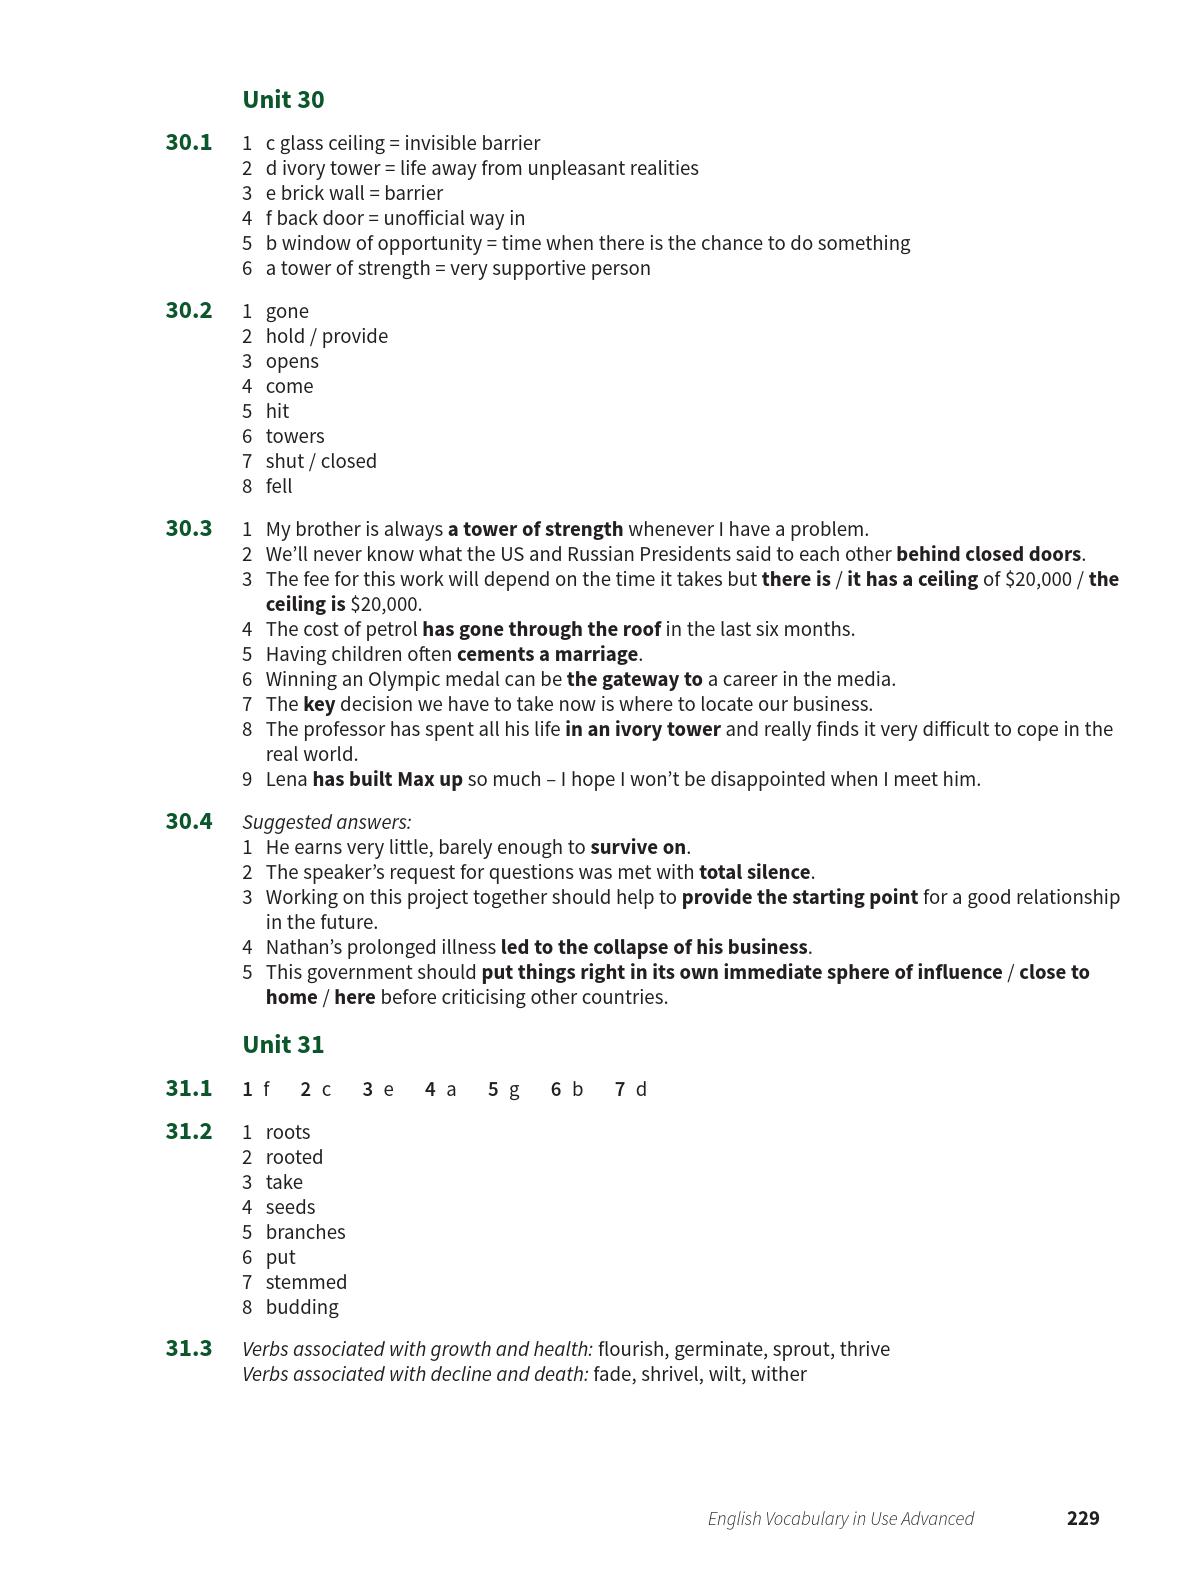 Unit 30
30.1 1 c glass ceiling = invisible barrier
2 d ivory tower = life away from unpleasant realities
3 e brick wall = barrier
4 f back door = unofficial way in
5 b window of opportunity = time when there is the chance to do something
6 a tower of strength = very supportive person
30.2 1 gone
2 hold / provide
3 opens
4 come
5 hit
6 towers
7 shut / closed
8 fell
30.3 1 My brother is always a tower of strength whenever I have a problem.
2 We’ll never know what the US and Russian Presidents said to each other behind closed doors.
3 The fee for this work will depend on the time it takes but there is / it has a ceiling of $20,000 / the
ceiling is $20,000.
4 The cost of petrol has gone through the roof in the last six months.
5 Having children often cements a marriage.
6 Winning an Olympic medal can be the gateway to a career in the media.
7 The key decision we have to take now is where to locate our business.
8 The professor has spent all his life in an ivory tower and really finds it very difficult to cope in the
real world.
9 Lena has built Max up so much – I hope I won’t be disappointed when I meet him.
30.4 Suggested answers:
1 He earns very little, barely enough to survive on.
2 The speaker’s request for questions was met with total silence.
3 Working on this project together should help to provide the starting point for a good relationship
in the future.
4 Nathan’s prolonged illness led to the collapse of his business.
5 This government should put things right in its own immediate sphere of influence / close to
home / here before criticising other countries.
Unit 31
31.1 1 f 2 c 3 e 4 a 5 g 6 b 7 d
31.2 1 roots
2 rooted
3 take
4 seeds
5 branches
6 put
7 stemmed
8 budding
31.3 Verbs associated with growth and health: flourish, germinate, sprout, thrive
Verbs associated with decline and death: fade, shrivel, wilt, wither
English Vocabulary in Use Advanced 229